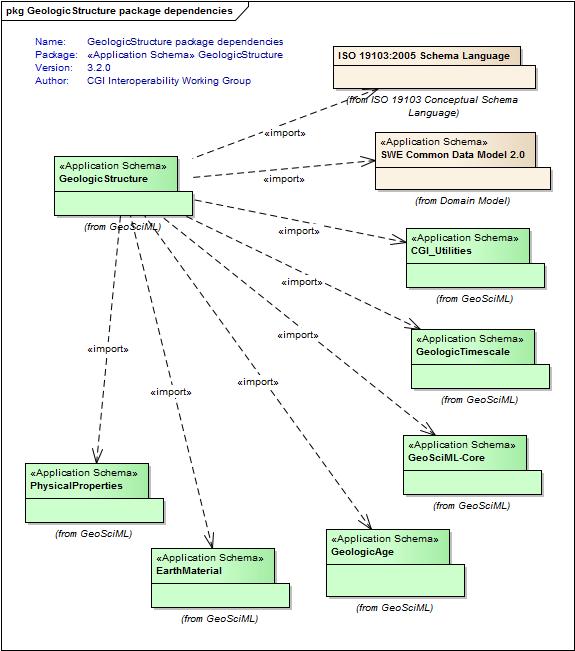 pkg GeologicStructure package dependencies
Name: GeologicStructure package dependencies
Package: «Application Schema» GeologicStructure
Version: 3.2.0
Author: CGI Interoperability Working Group
ISO 19103:2005 Schema Language
(from ISO 19103 Conceptual Schema
Language)
«import»
«Application Schema»
SWE Common Data Model 2.0
(from Domain Model)
«import»
«Application Schema»
GeologicStructure
(from GeoSciML)
«import»
«Application Schema»
CGI_Utilities
(from GeoSciML)
«import»
«Application Schema»
GeologicTimescale
(from GeoSciML)
«import»
«import»
«import»
«import»
«Application Schema»
GeoSciML-Core
(from GeoSciML)
«Application Schema»
PhysicalProperties
(from GeoSciML)
«Application Schema»
GeologicAge
(from GeoSciML)
«Application Schema»
EarthMaterial
(from GeoSciML)